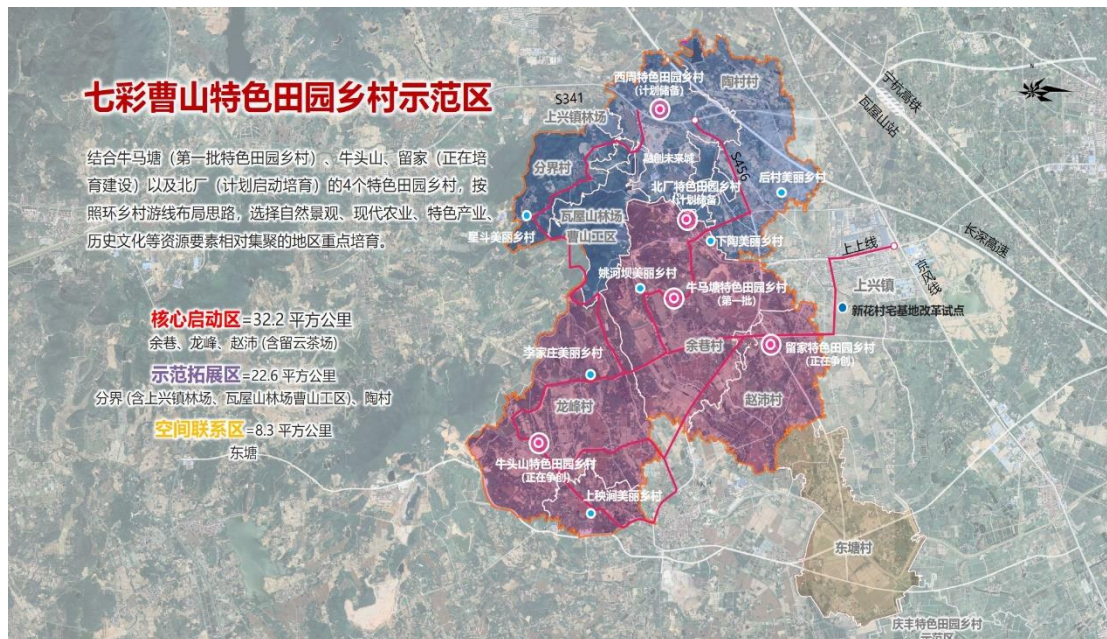 七彩曹山特色田园乡村示范区
结合牛马塘（第一批特色田园乡村）、牛头山、留家（正在培
育建设）以及北厂（计划启动培育）的4个特色田园乡村，按
照环乡村游线布局思路，选择自然景观、现代农业、特色产业、
历史文化等资源要素相对集聚的地区重点培育。
核心启动区=32.2 平方公里
余巷、龙峰、赵沛 (含留云茶场)
示范拓展区=22.6 平方公里
分界 (含上兴镇林场、瓦屋山林场曹山工区)、陶村
空间联系区=8.3 平方公里
东塘
西周特色田园乡村
(计划储备)
陶村村
宁杭高铁
瓦屋山站
S341
上兴镇林场
分界村
融创未来城
S456
北厂特色田园乡村
(计划储备)
后村美丽乡村
星斗美丽乡村
瓦屋山林场
曹山工区
下陶美丽乡村
上上线
长深高速
京风线
姚河坝美丽乡村
牛马塘特色田园乡村
(第一批)
上兴镇
新花村宅基地改革试点
李家庄美丽乡村
余巷村
留家特色田园乡村
(正在争创)
龙峰村
赵沛村
牛头山特色田园乡村
(正在争创)
上秧涧美丽乡村
东塘村
庆丰特色田园乡村
示范区